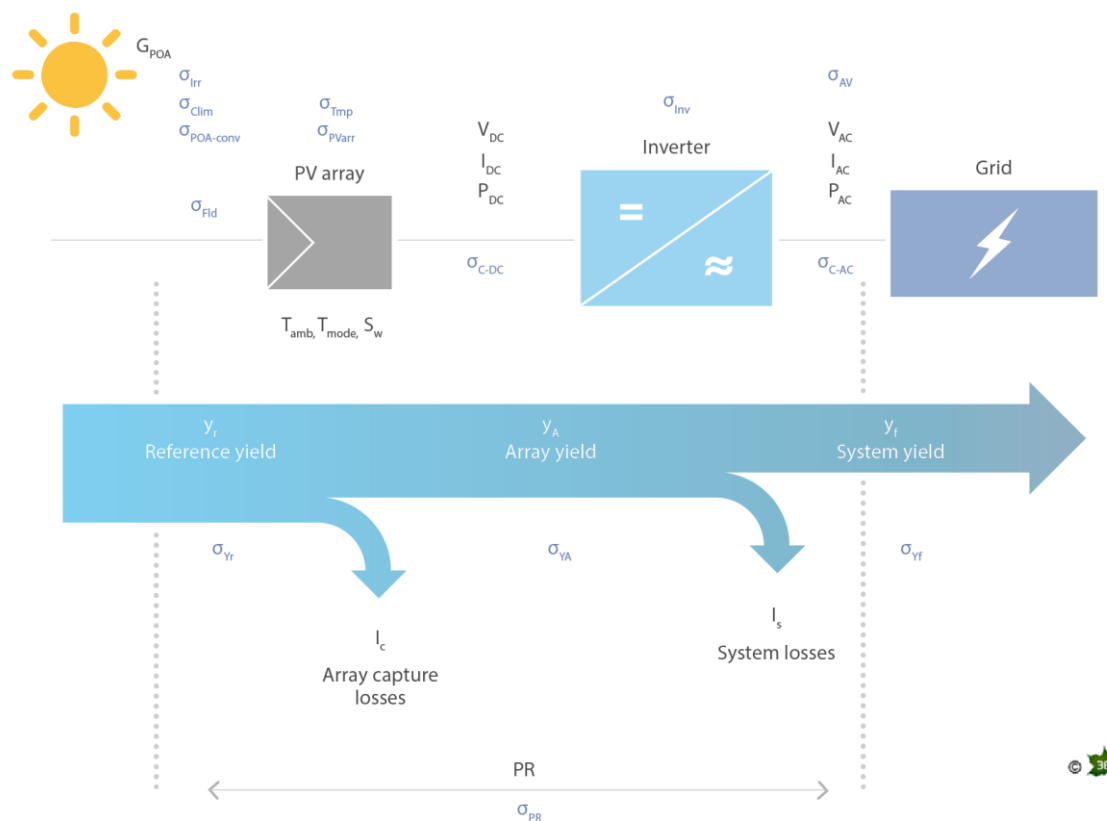 G_POA
σ_Irr
σ_Clim
σ_POA-conv
σ_Fld
σ_Tmp
σ_PVarr
PV array
T_amb, T_mode, S_w
V_DC
I_DC
P_DC
σ_C-DC
σ_Inv
Inverter
=
≈
σ_AV
V_AC
I_AC
P_AC
σ_C-AC
Grid
y_r
Reference yield
y_A
Array yield
y_f
System yield
σ_Yr
σ_YA
σ_Yf
l_c
Array capture
losses
l_s
System losses
PR
σ_PR
©